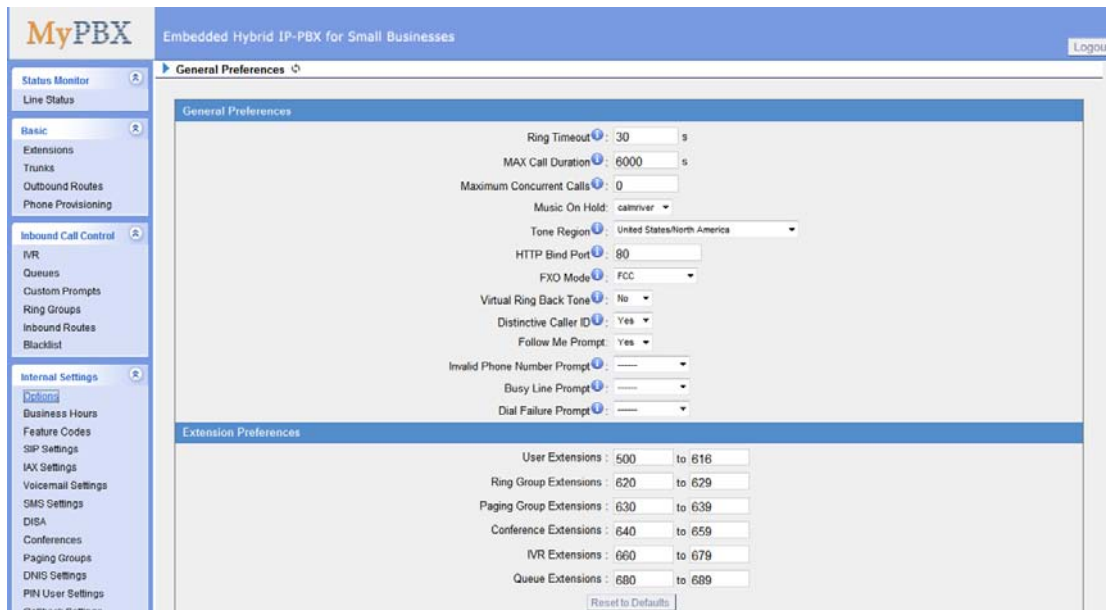 MyPBX
Embedded Hybrid IP-PBX for Small Businesses
Logou
Status Monitor
Line Status
Basic
Extensions
Trunks
Outbound Routes
Phone Provisioning
Inbound Call Control
IVR
Queues
Custom Prompts
Ring Groups
Inbound Routes
Blacklist
Internal Settings
Options
Business Hours
Feature Codes
SIP Settings
IAX Settings
Voicemail Settings
SMS Settings
DISA
Conferences
Paging Groups
DNIS Settings
PIN User Settings
General Preferences
General Preferences
Ring Timeout : 30 s
MAX Call Duration : 6000 s
Maximum Concurrent Calls : 0
Music On Hold: calmriver
Tone Region : United States/North America
HTTP Bind Port : 80
FXO Mode : FCC
Virtual Ring Back Tone : No
Distinctive Caller ID : Yes
Follow Me Prompt: Yes
Invalid Phone Number Prompt : ------
Busy Line Prompt : ------
Dial Failure Prompt : ------
Extension Preferences
User Extensions : 500 to 616
Ring Group Extensions : 620 to 629
Paging Group Extensions : 630 to 639
Conference Extensions : 640 to 659
IVR Extensions : 660 to 679
Queue Extensions : 680 to 689
Reset to Defaults